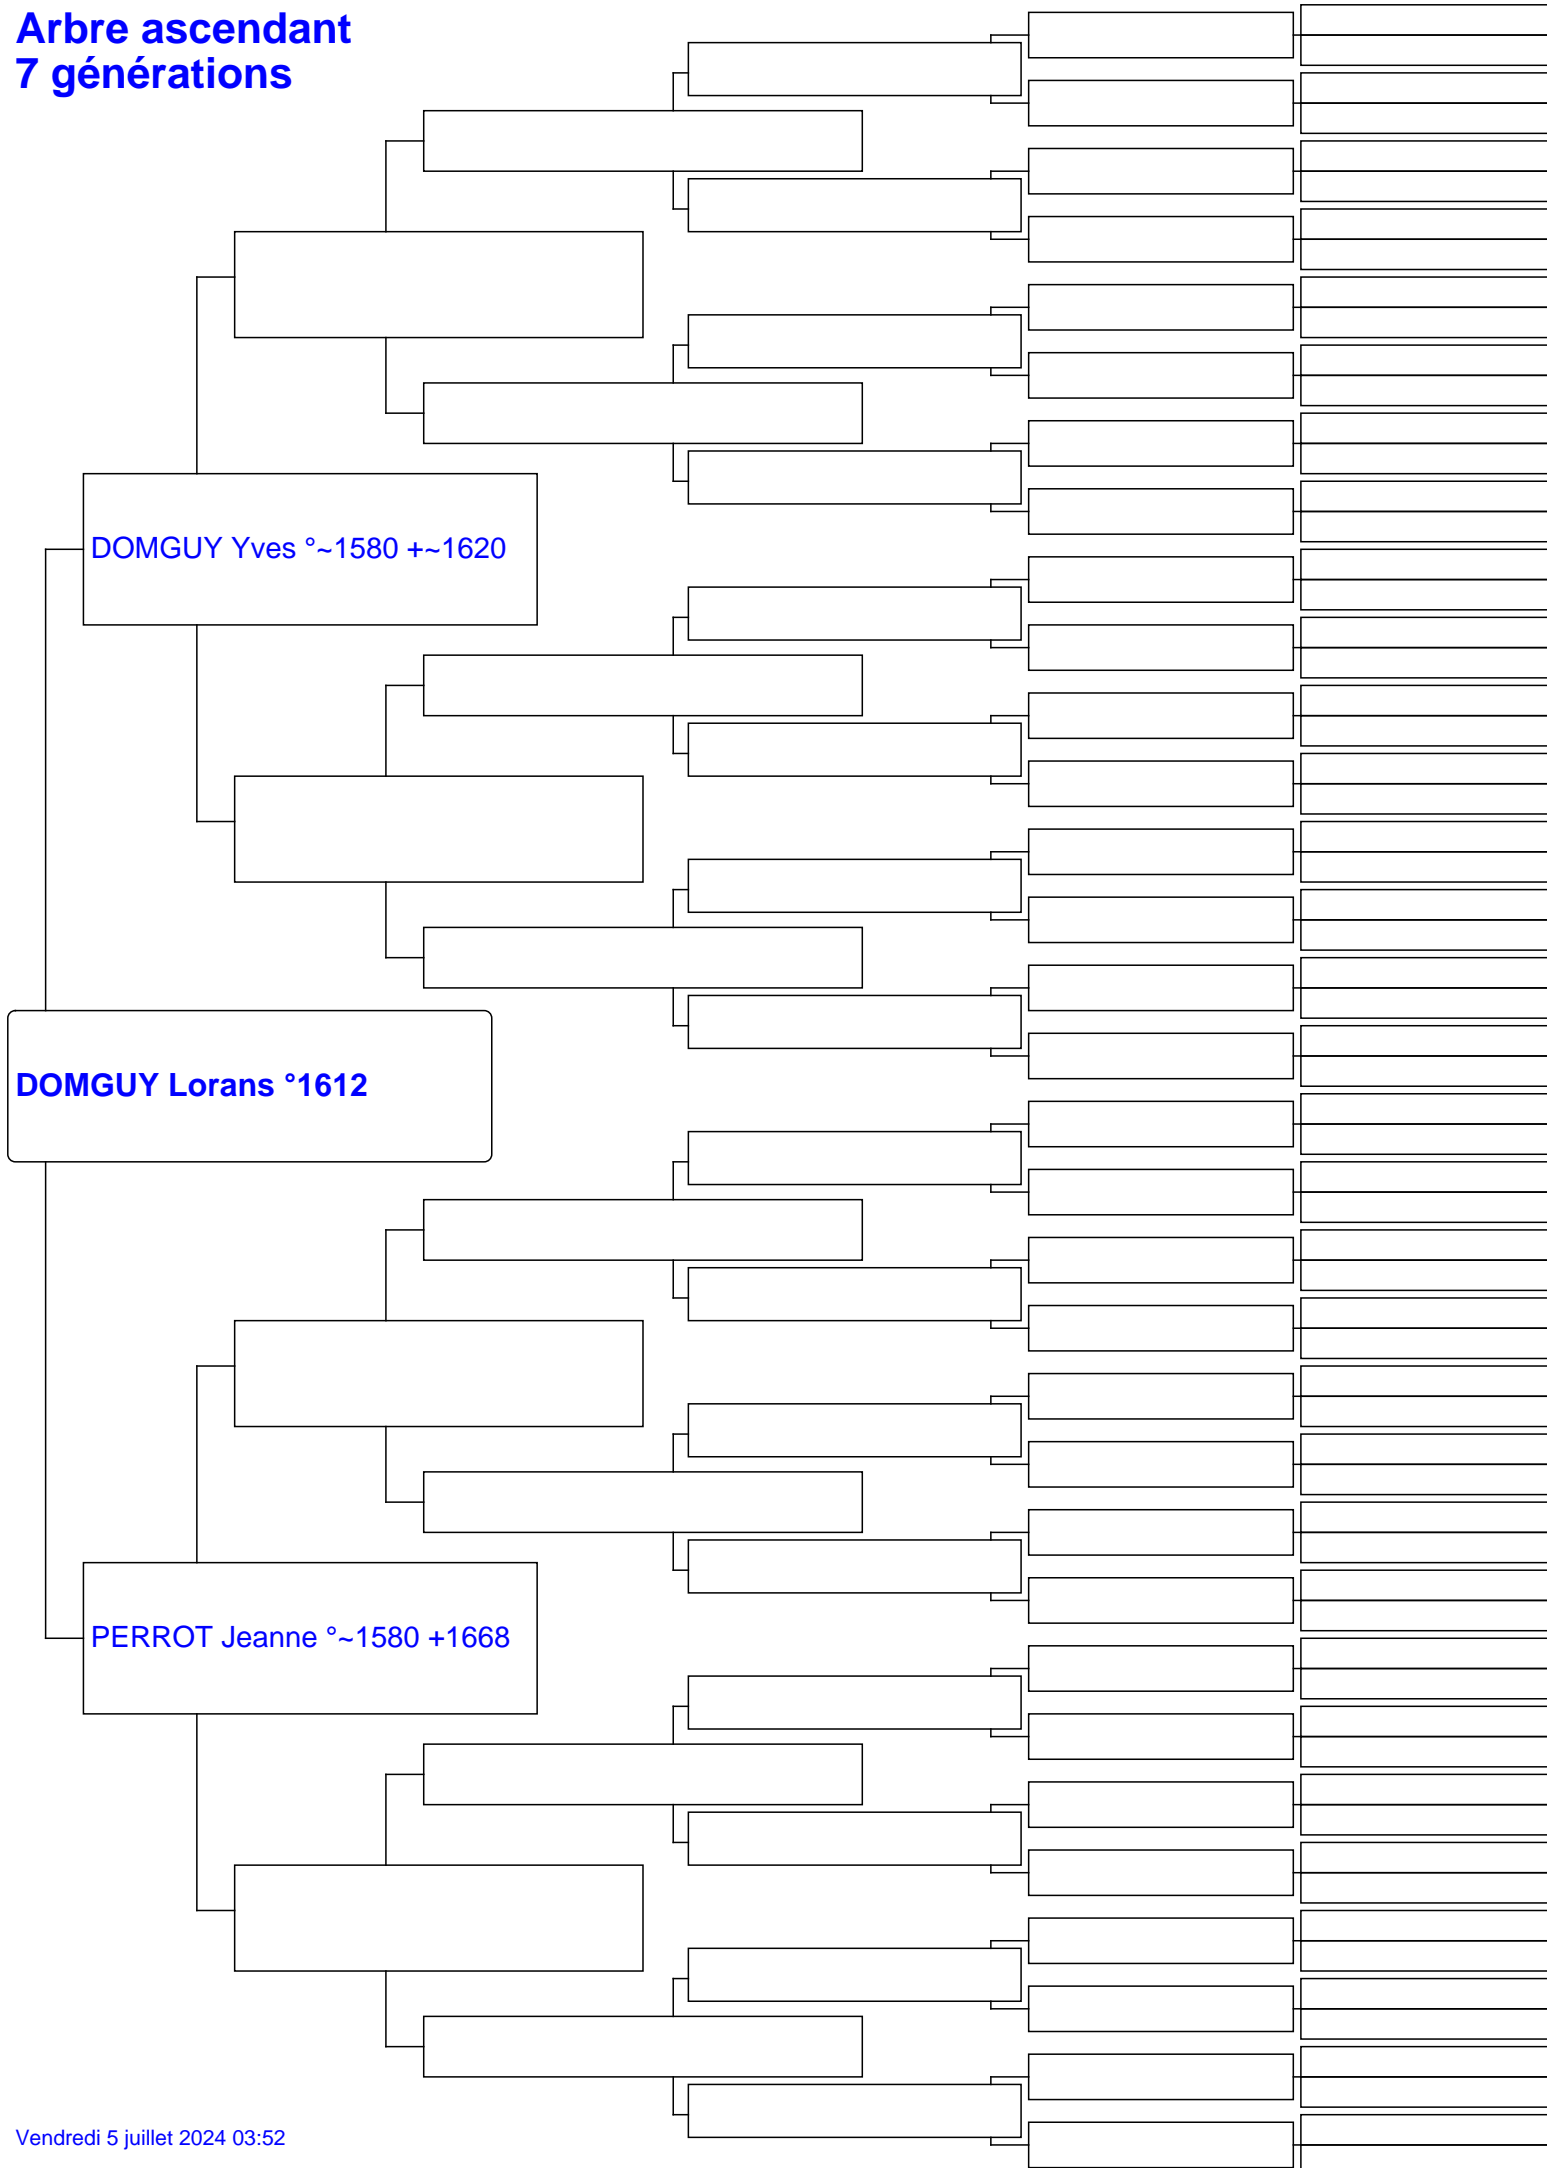 Arbre ascendant
7 générations
DOMGUY Yves °~1580 +~1620
DOMGUY Lorans °1612
PERROT Jeanne °~1580 +1668
Vendredi 5 juillet 2024 03:52